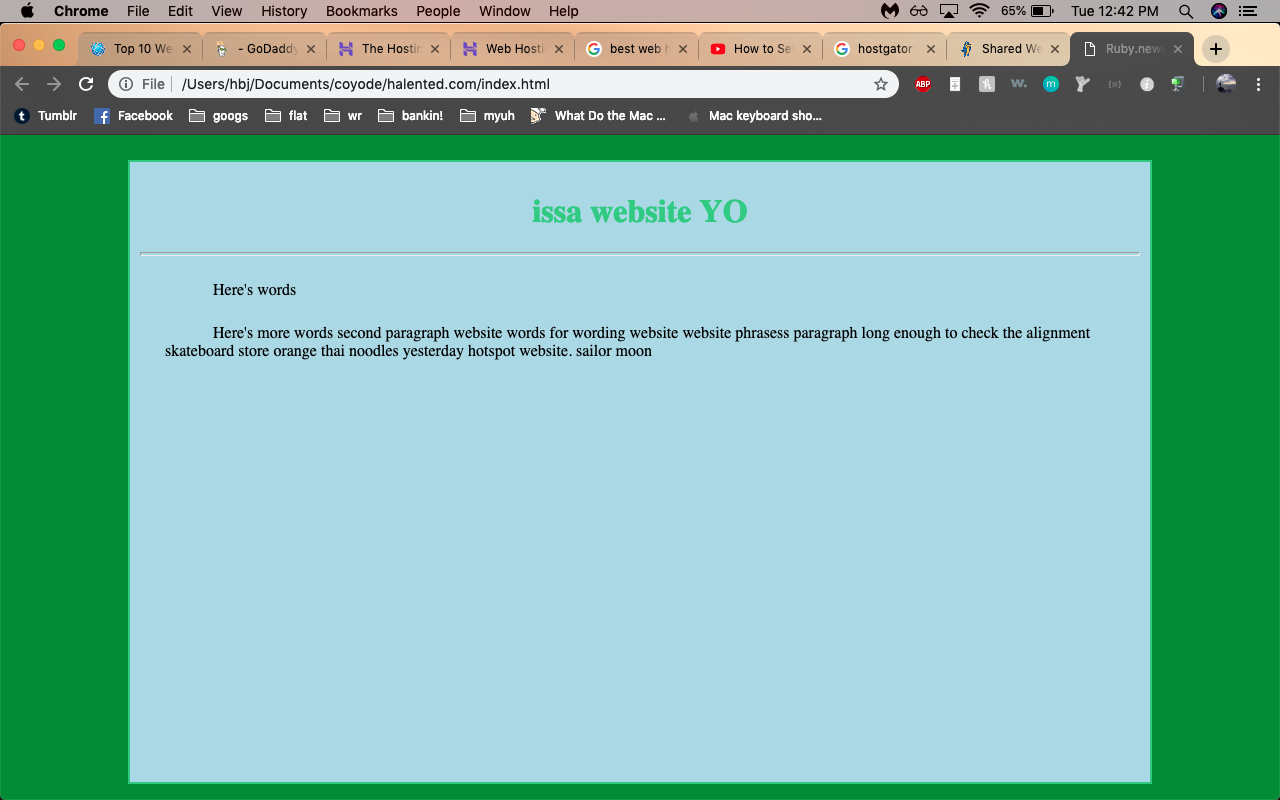 Chrome File Edit View History Bookmarks People Window Help 65% Tue 12:42 PM
Top 10 We - GoDaddy The Hostin Web Hosti best web h How to Se hostgator Shared We Ruby.new(
File /Users/hbj/Documents/coyode/halented.com/index.html ABP w. m
Tumblr Facebook googs flat wr bankin! myuh What Do the Mac ... Mac keyboard sho...
issa website YO
Here's words
Here's more words second paragraph website words for wording website website phrasess paragraph long enough to check the alignment
skateboard store orange thai noodles yesterday hotspot website. sailor moon